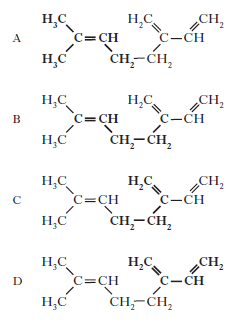 H₃C H₂C CH₂
A C=CH C–CH
H₃C CH₂–CH₂
H₃C H₂C CH₂
B C=CH C–CH
H₃C CH₂–CH₂
H₃C H₂C CH₂
C C=CH C–CH
H₃C CH₂–CH₂
H₃C H₂C CH₂
D C=CH C–CH
H₃C CH₂–CH₂